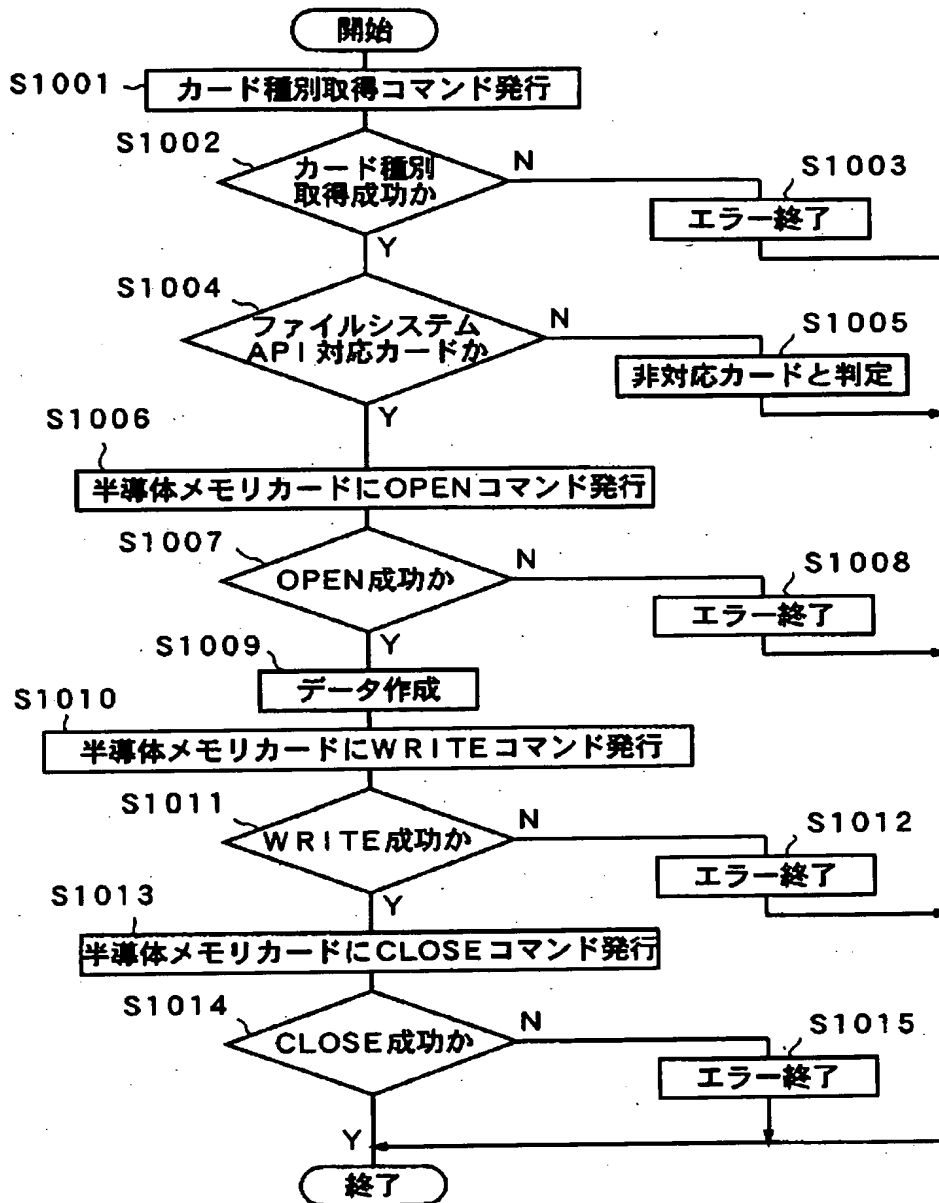 開始
S1001
カード種別取得コマンド発行
S1002
カード種別
取得成功か
N
S1003
エラー終了
Y
S1004
ファイルシステム
API対応カードか
N
S1005
非対応カードと判定
Y
S1006
半導体メモリカードにOPENコマンド発行
S1007
OPEN成功か
N
S1008
エラー終了
Y
S1009
データ作成
S1010
半導体メモリカードにWRITEコマンド発行
S1011
WRITE成功か
N
S1012
エラー終了
Y
S1013
半導体メモリカードにCLOSEコマンド発行
S1014
CLOSE成功か
N
S1015
エラー終了
Y
終了